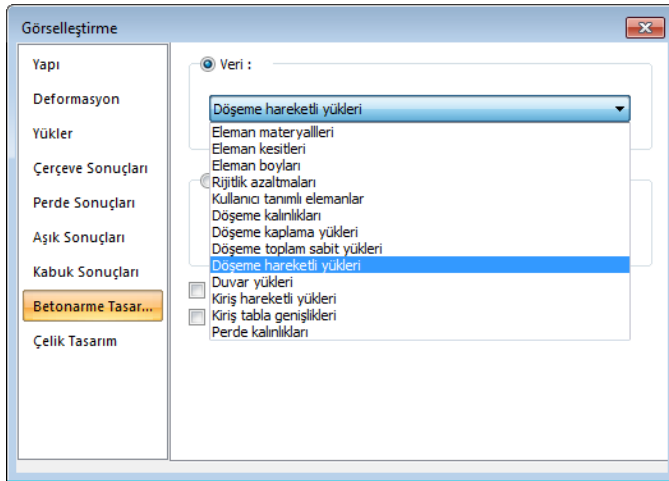 Görselleştirme
Yapı
Deformasyon
Yükler
Çerçeve Sonuçları
Perde Sonuçları
Aşık Sonuçları
Kabuk Sonuçları
Betonarme Tasar...
Çelik Tasarım
Veri :
Döşeme hareketli yükleri
Eleman materyallleri
Eleman kesitleri
Eleman boyları
Rijitlik azaltmaları
Kullanıcı tanımlı elemanlar
Döşeme kalınlıkları
Döşeme kaplama yükleri
Döşeme toplam sabit yükleri
Döşeme hareketli yükleri
Duvar yükleri
Kiriş hareketli yükleri
Kiriş tabla genişlikleri
Perde kalınlıkları